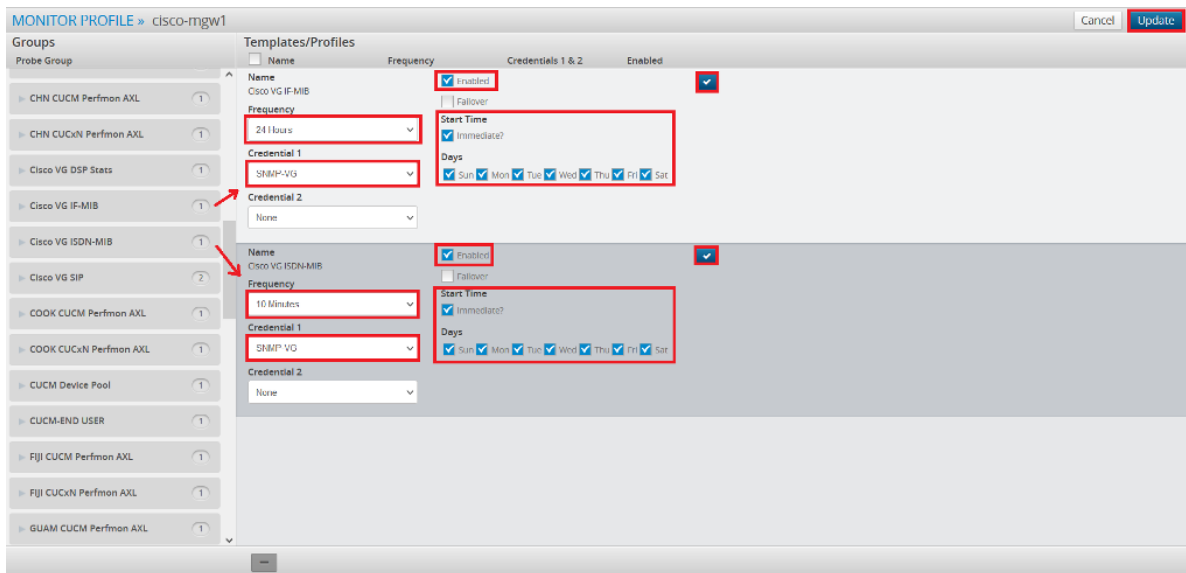 MONITOR PROFILE » cisco-mgw1
Cancel
Update
Groups
Templates/Profiles
Probe Group
Name
Frequency
Credentials 1 & 2
Enabled
CHN CUCM Perfmon AXL
1
CHN CUCxN Perfmon AXL
1
Cisco VG DSP Stats
1
Cisco VG IF-MIB
1
Cisco VG ISDN-MIB
1
Cisco VG SIP
2
COOK CUCM Perfmon AXL
1
COOK CUCxN Perfmon AXL
1
CUCM Device Pool
1
CUCM-END USER
1
FIJI CUCM Perfmon AXL
1
FIJI CUCxN Perfmon AXL
1
GUAM CUCM Perfmon AXL
1
Name
Cisco VG IF-MIB
Frequency
24 Hours
Credential 1
SNMP-VG
Credential 2
None
Enabled
Failover
Start Time
Immediate?
Days
Sun Mon Tue Wed Thu Fri Sat
Name
Cisco VG ISDN-MIB
Frequency
10 Minutes
Credential 1
SNMP-VG
Credential 2
None
Enabled
Failover
Start Time
Immediate?
Days
Sun Mon Tue Wed Thu Fri Sat